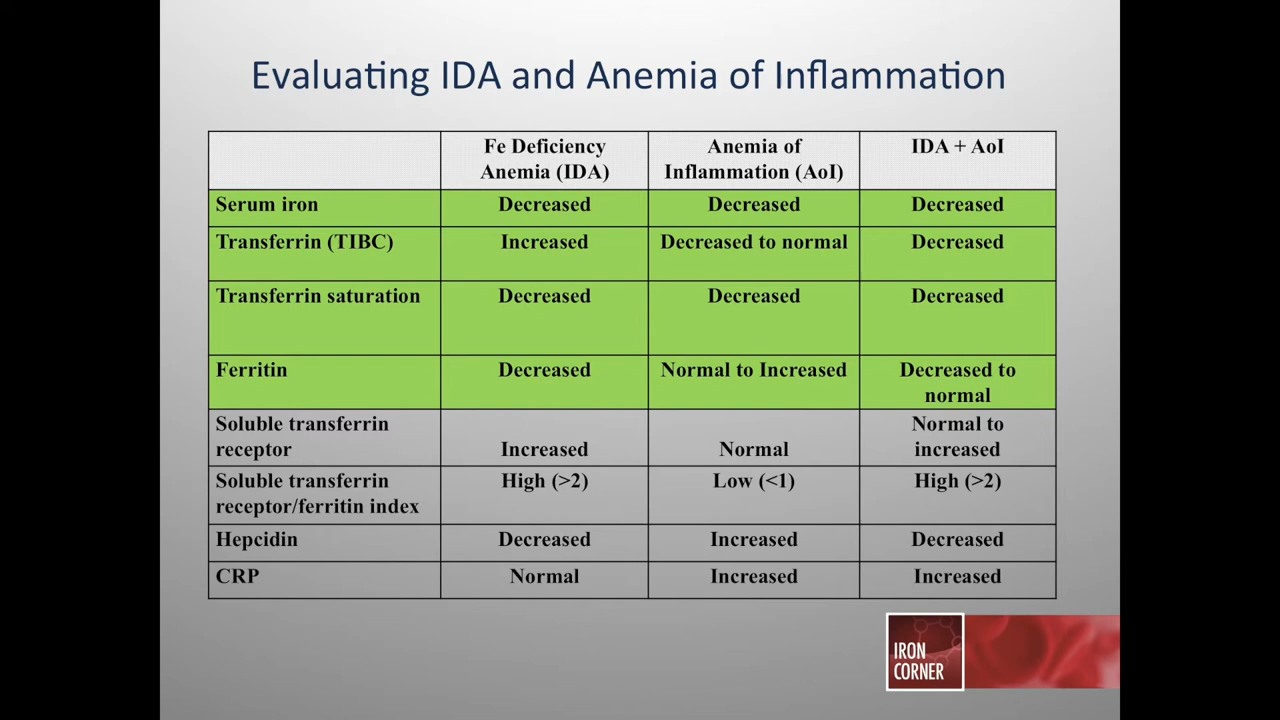 Evaluating IDA and Anemia of Inflammation
Fe Deficiency Anemia of IDA + AoI
Anemia (IDA) Inflammation (AoI)
Serum iron Decreased Decreased Decreased
Transferrin (TIBC) Increased Decreased to normal Decreased
Transferrin saturation Decreased Decreased Decreased
Ferritin Decreased Normal to Increased Decreased to
normal
Soluble transferrin Normal to
receptor Increased Normal increased
Soluble transferrin High (>2) Low (<1) High (>2)
receptor/ferritin index
Hepcidin Decreased Increased Decreased
CRP Normal Increased Increased
IRON
CORNER